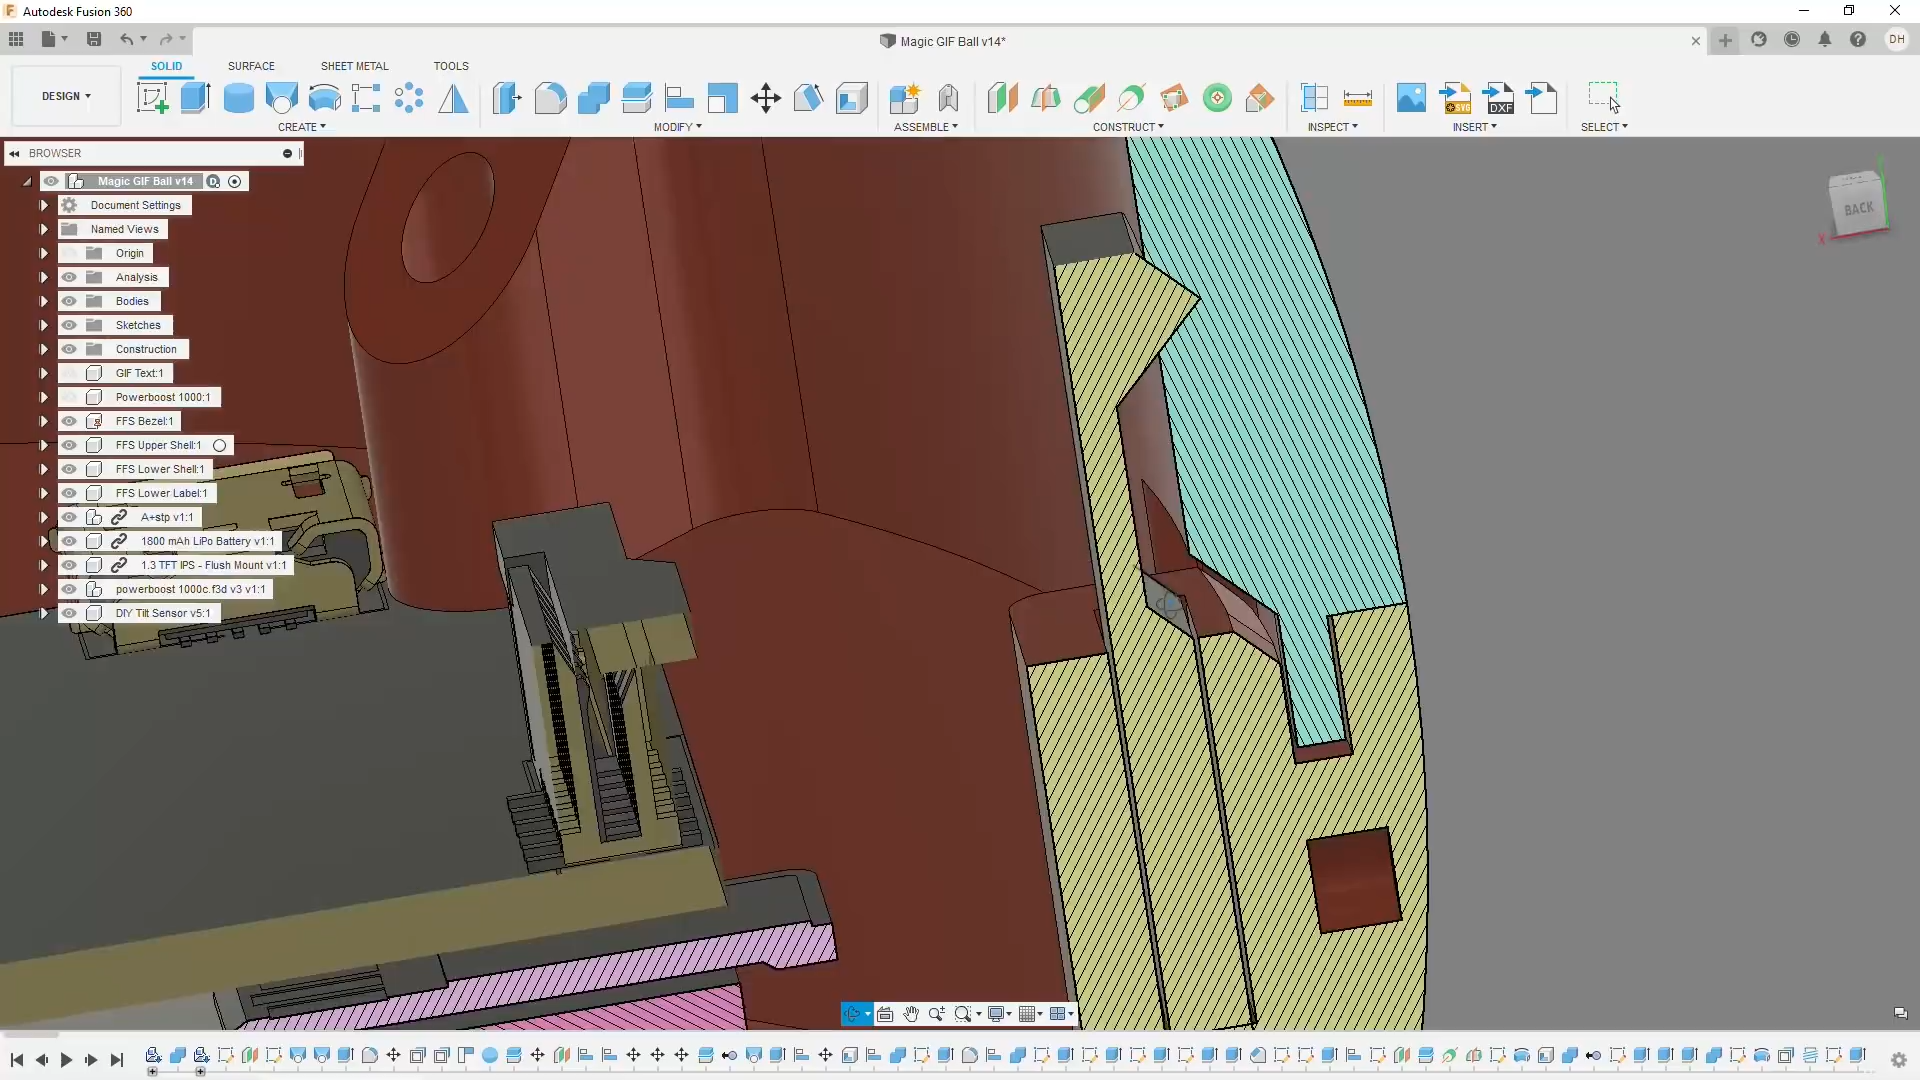 Autodesk Fusion 360
Magic GIF Ball v14*
DH
SOLID SURFACE SHEET METAL TOOLS
DESIGN
SVG DXF
CREATE MODIFY ASSEMBLE CONSTRUCT INSPECT INSERT SELECT
BROWSER
Magic GIF Ball v14
Document Settings
Named Views
Origin
Analysis
Bodies
Sketches
Construction
GIF Text:1
Powerboost 1000:1
FFS Bezel:1
FFS Upper Shell:1
FFS Lower Shell:1
FFS Lower Label:1
A+stp v1:1
1800 mAh LiPo Battery v1:1
1.3 TFT IPS - Flush Mount v1:1
powerboost 1000c.f3d v3 v1:1
DIY Tilt Sensor v5:1
BACK
X